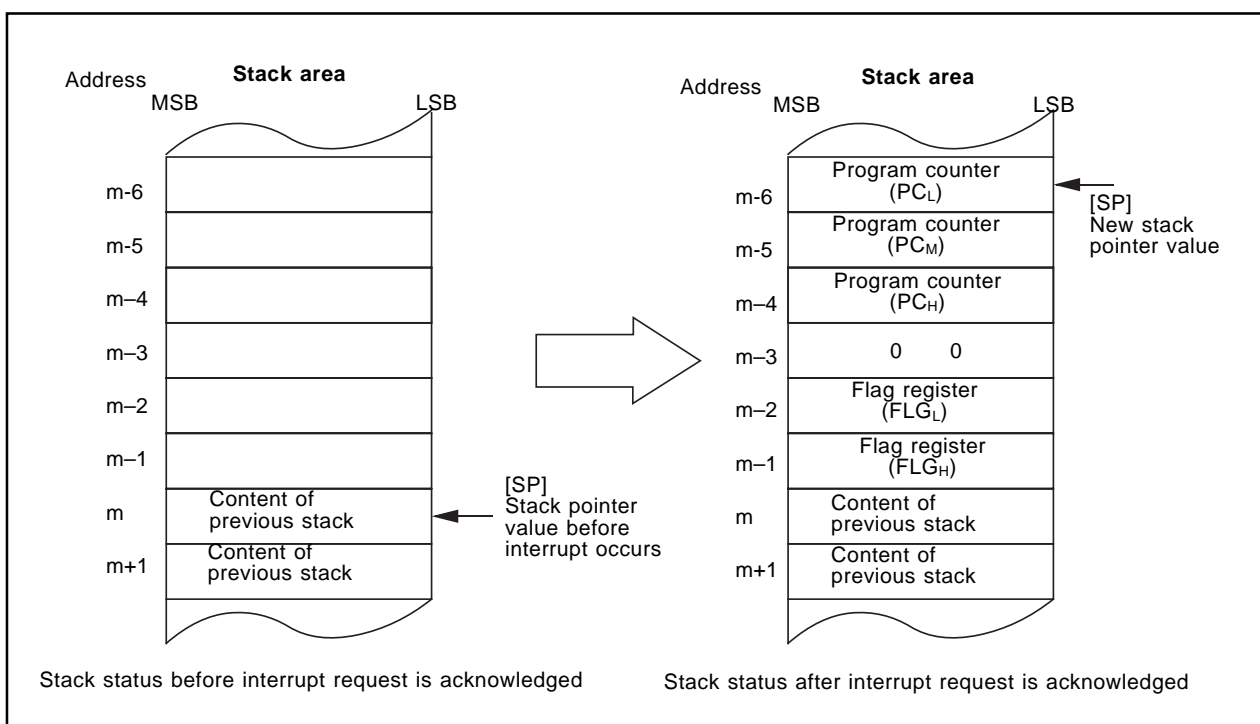 Address
Stack area
MSB
LSB
m-6
m-5
m–4
m–3
m–2
m–1
m
Content of
previous stack
m+1
Content of
previous stack
[SP]
Stack pointer
value before
interrupt occurs
Stack status before interrupt request is acknowledged
Address
Stack area
MSB
LSB
m-6
Program counter
(PCL)
[SP]
New stack
pointer value
m-5
Program counter
(PCM)
m–4
Program counter
(PCH)
m–3
0 0
m–2
Flag register
(FLGL)
m–1
Flag register
(FLGH)
m
Content of
previous stack
m+1
Content of
previous stack
Stack status after interrupt request is acknowledged